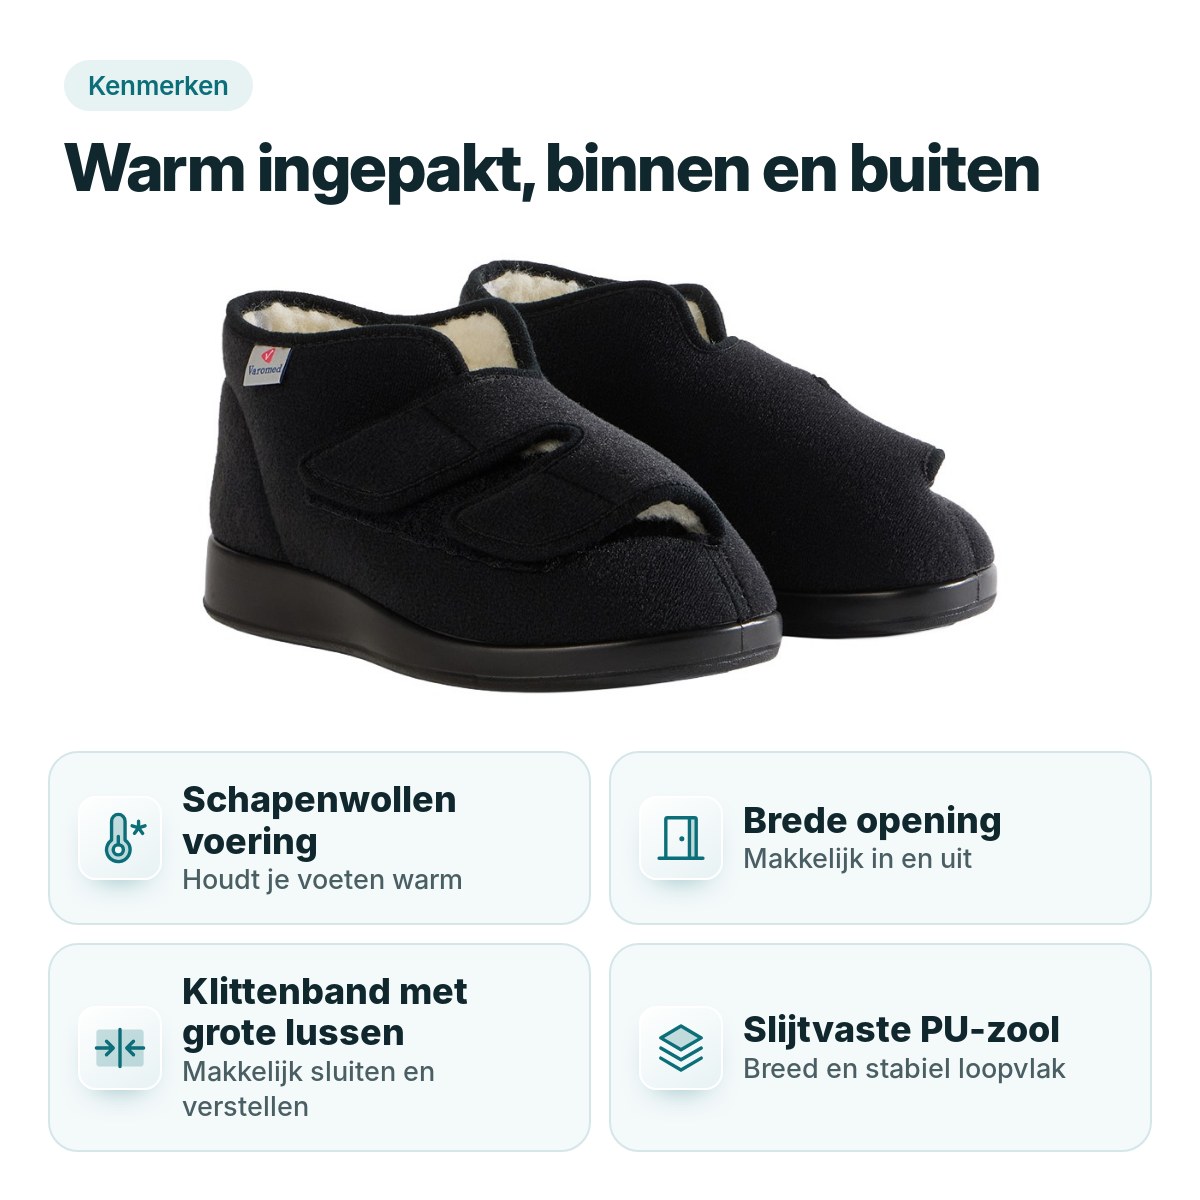 Kenmerken
Warm ingepakt, binnen en buiten
Varomed
Schapenwollen
voering
Houdt je voeten warm
Brede opening
Makkelijk in en uit
Klittenband met
grote lussen
Makkelijk sluiten en
verstellen
Slijtvaste PU-zool
Breed en stabiel loopvlak